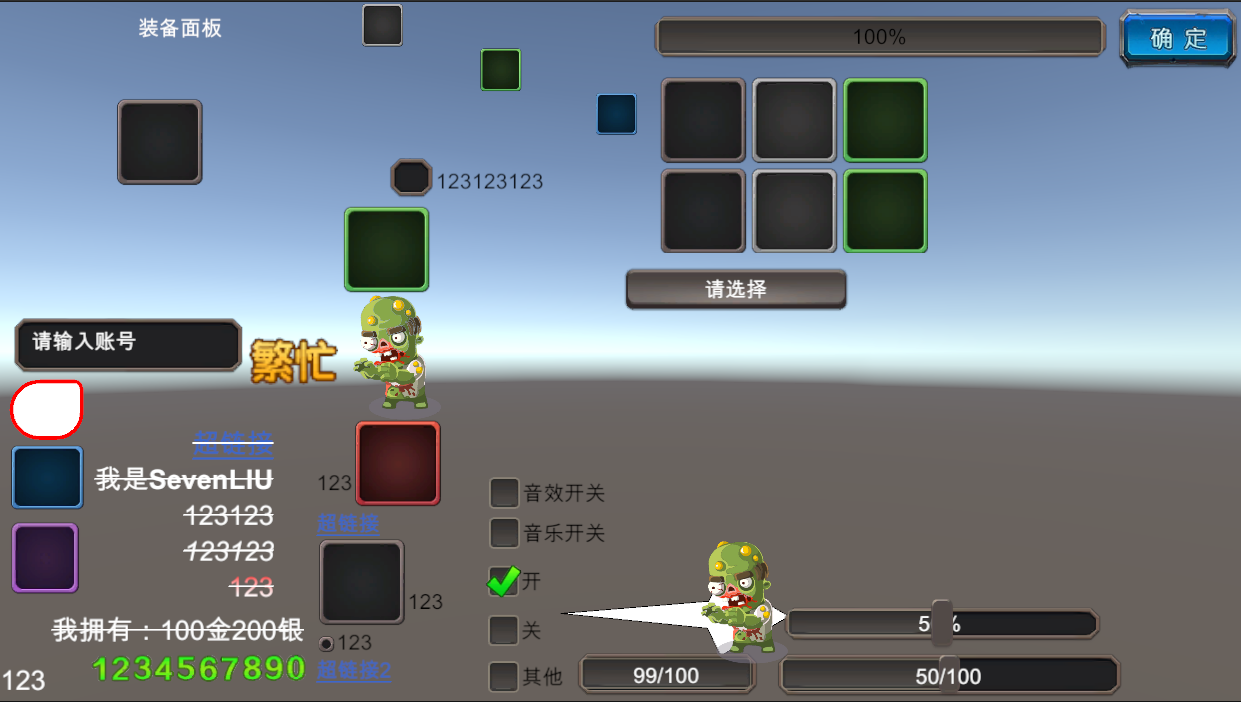 装备面板
100%
确 定
123123123
请选择
请输入账号
繁忙
超链接
我是SevenLIU
123
音效开关
123123
超链接
音乐开关
123123
开
123
123
我拥有：100金200银
关
123
1234567890
超链接2
123
其他
99/100
50/100